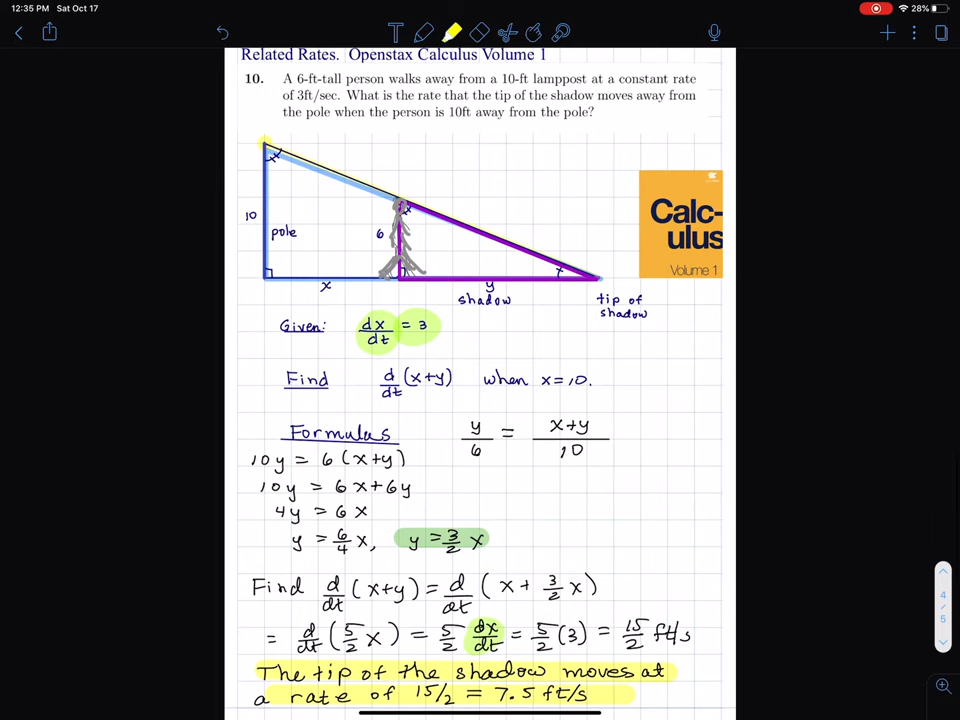 12:35 PM Sat Oct 17
28%
Related Rates. Openstax Calculus Volume 1
10. A 6-ft-tall person walks away from a 10-ft lamppost at a constant rate
of 3ft/sec. What is the rate that the tip of the shadow moves away from
the pole when the person is 10ft away from the pole?
x
x
10
pole
6
x
y
shadow
tip of
shadow
Calc-
ulus
Volume 1
Given: dx/dt = 3
Find d/dt (x+y) when x=10.
Formulas y/6 = x+y/10
10y = 6(x+y)
10y = 6x+6y
4y = 6x
y = 6/4 x, y = 3/2 x
Find d/dt (x+y) = d/dt (x + 3/2 x)
= d/dt (5/2 x) = 5/2 dx/dt = 5/2 (3) = 15/2 ft/s
The tip of the shadow moves at
a rate of 15/2 = 7.5 ft/s
4
/
5